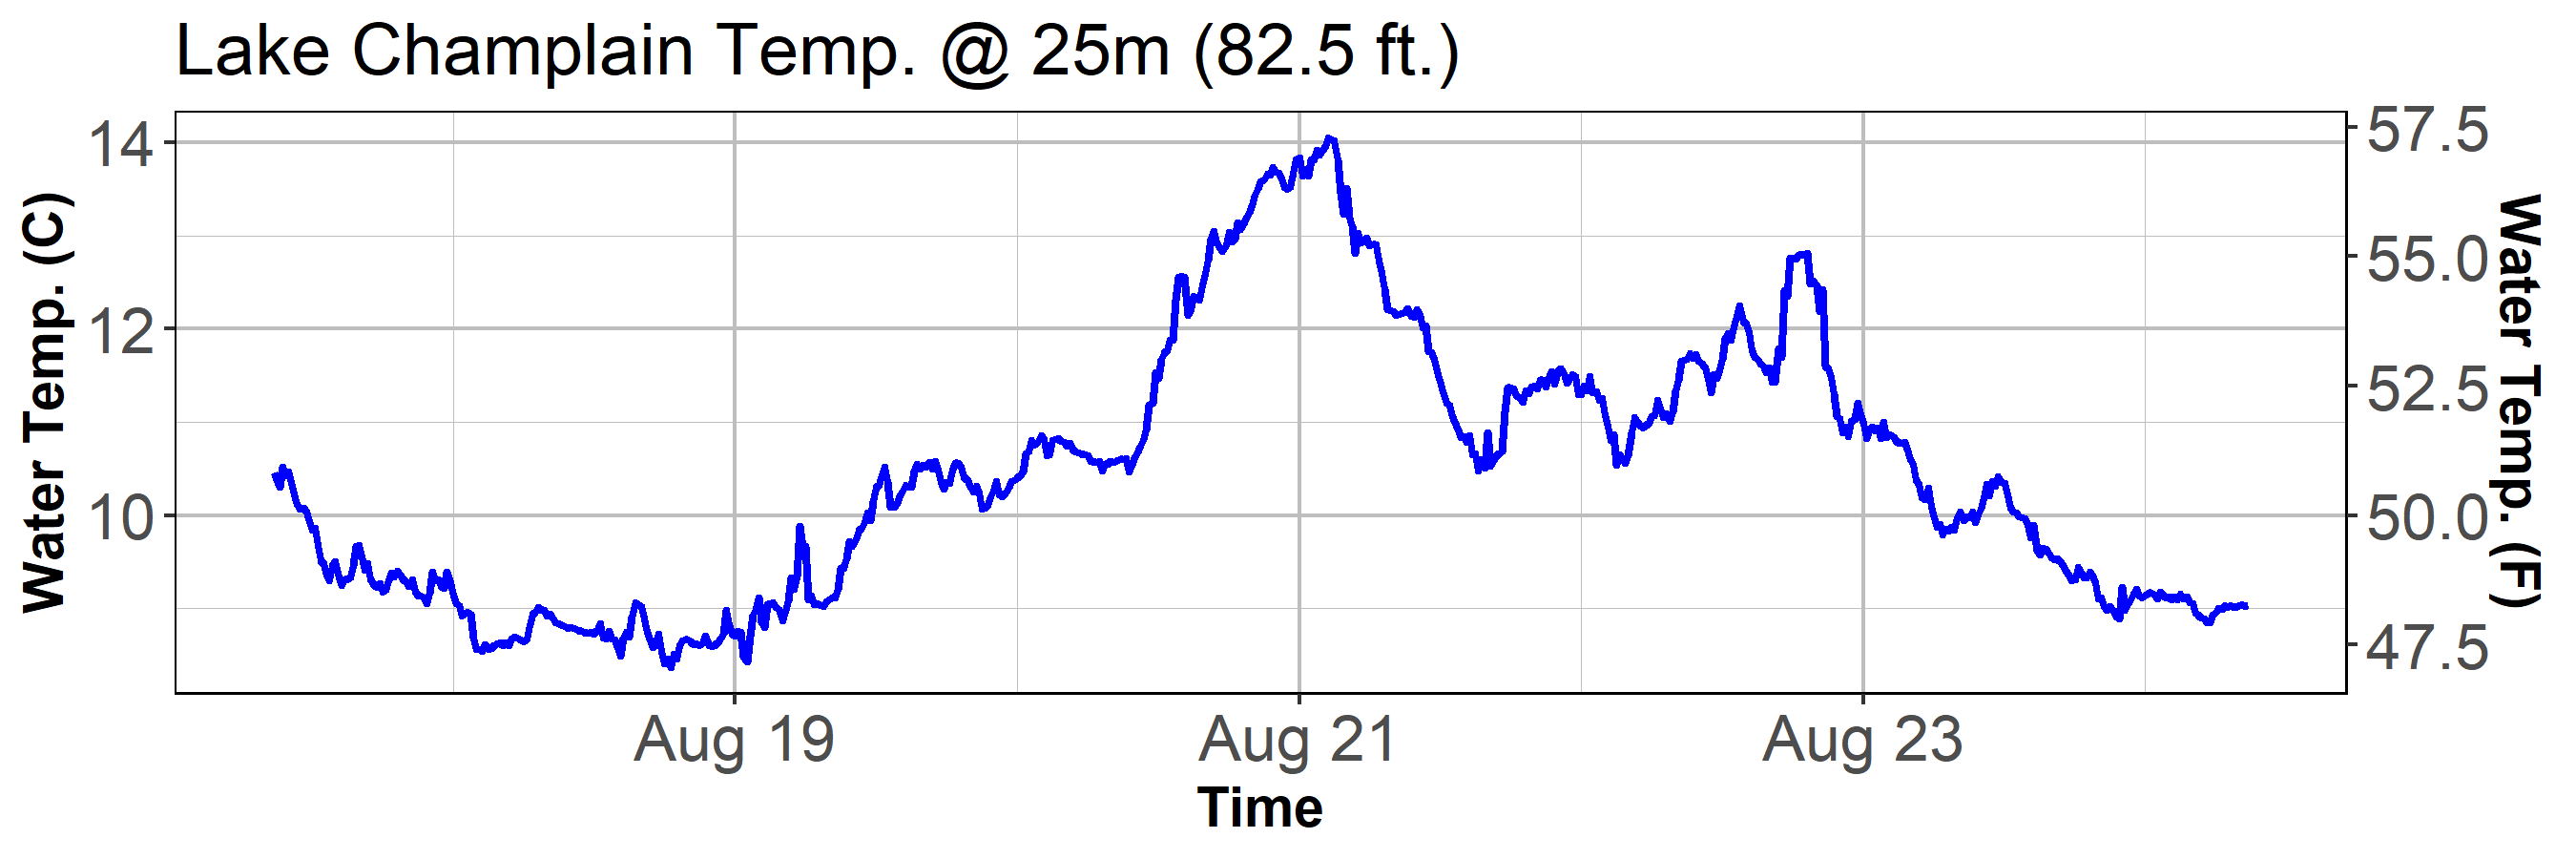 Lake Champlain Temp. @ 25m (82.5 ft.)
Water Temp. (C)
14
12
10
57.5
55.0
52.5
50.0
47.5
Water Temp. (F)
Aug 19
Aug 21
Aug 23
Time